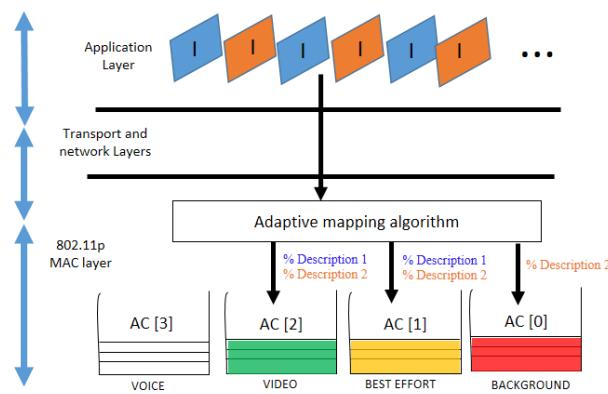 Application
Layer
I I I I I I ...
Transport and
network Layers
Adaptive mapping algorithm
802.11p
MAC layer
% Description 1
% Description 2
% Description 1
% Description 2
% Description 2
AC [3]
AC [2]
AC [1]
AC [0]
VOICE
VIDEO
BEST EFFORT
BACKGROUND